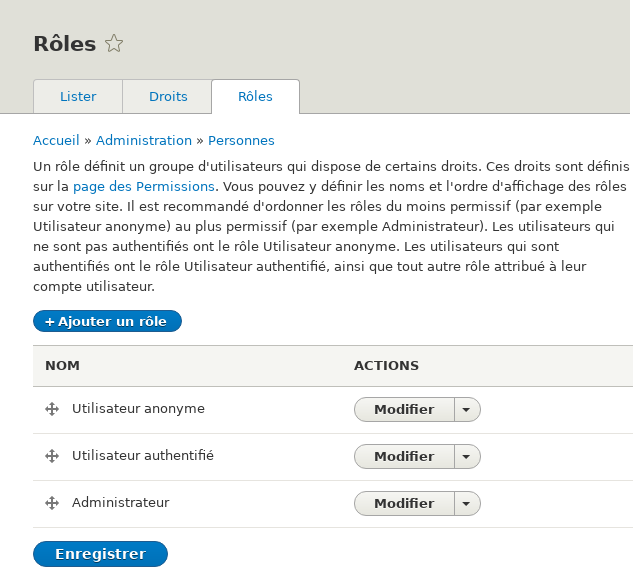 Rôles
Lister
Droits
Rôles
Accueil » Administration » Personnes
Un rôle définit un groupe d'utilisateurs qui dispose de certains droits. Ces droits sont définis
sur la page des Permissions. Vous pouvez y définir les noms et l'ordre d'affichage des rôles
sur votre site. Il est recommandé d'ordonner les rôles du moins permissif (par exemple
Utilisateur anonyme) au plus permissif (par exemple Administrateur). Les utilisateurs qui
ne sont pas authentifiés ont le rôle Utilisateur anonyme. Les utilisateurs qui sont
authentifiés ont le rôle Utilisateur authentifié, ainsi que tout autre rôle attribué à leur
compte utilisateur.
+ Ajouter un rôle
NOM ACTIONS
Utilisateur anonyme Modifier
Utilisateur authentifié Modifier
Administrateur Modifier
Enregistrer